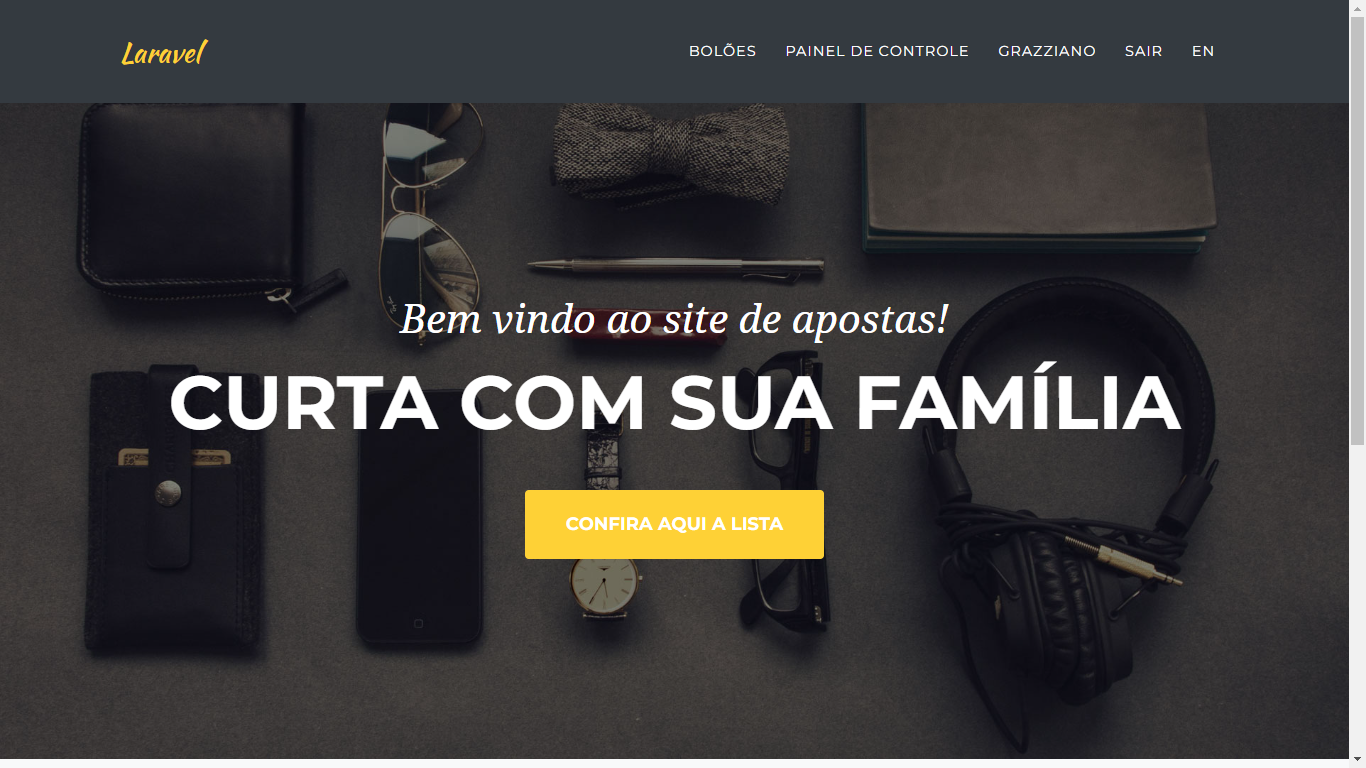 Laravel
BOLÕES PAINEL DE CONTROLE GRAZZIANO SAIR EN
Bem vindo ao site de apostas!
CURTA COM SUA FAMÍLIA
CONFIRA AQUI A LISTA